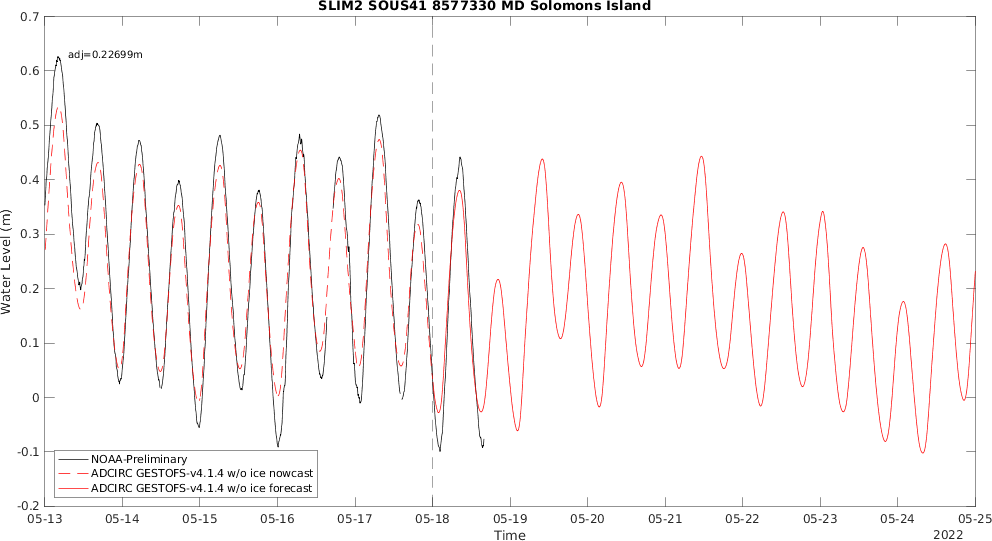 SLIM2 SOUS41 8577330 MD Solomons Island
0.7
0.6
0.5
0.4
0.3
0.2
0.1
0
-0.1
-0.2
Water Level (m)
adj=0.22699m
NOAA-Preliminary
ADCIRC GESTOFS-v4.1.4 w/o ice nowcast
ADCIRC GESTOFS-v4.1.4 w/o ice forecast
05-13 05-14 05-15 05-16 05-17 05-18 05-19 05-20 05-21 05-22 05-23 05-24 05-25
Time
2022